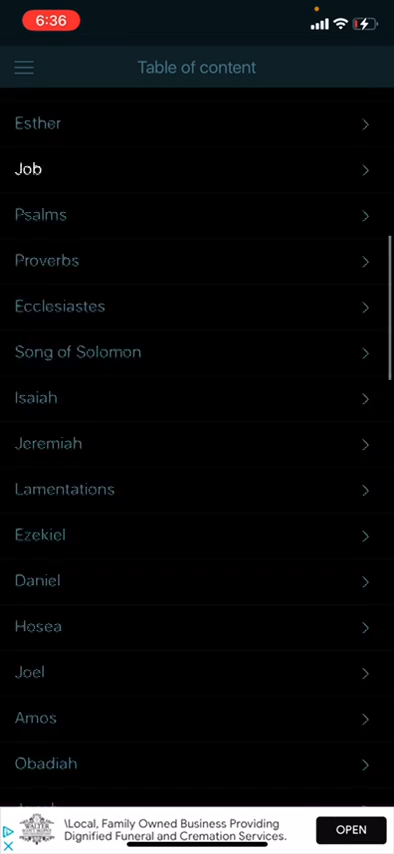 6:36
Table of content
Esther
Job
Psalms
Proverbs
Ecclesiastes
Song of Solomon
Isaiah
Jeremiah
Lamentations
Ezekiel
Daniel
Hosea
Joel
Amos
Obadiah
\Local, Family Owned Business Providing
Dignified Funeral and Cremation Services.
OPEN